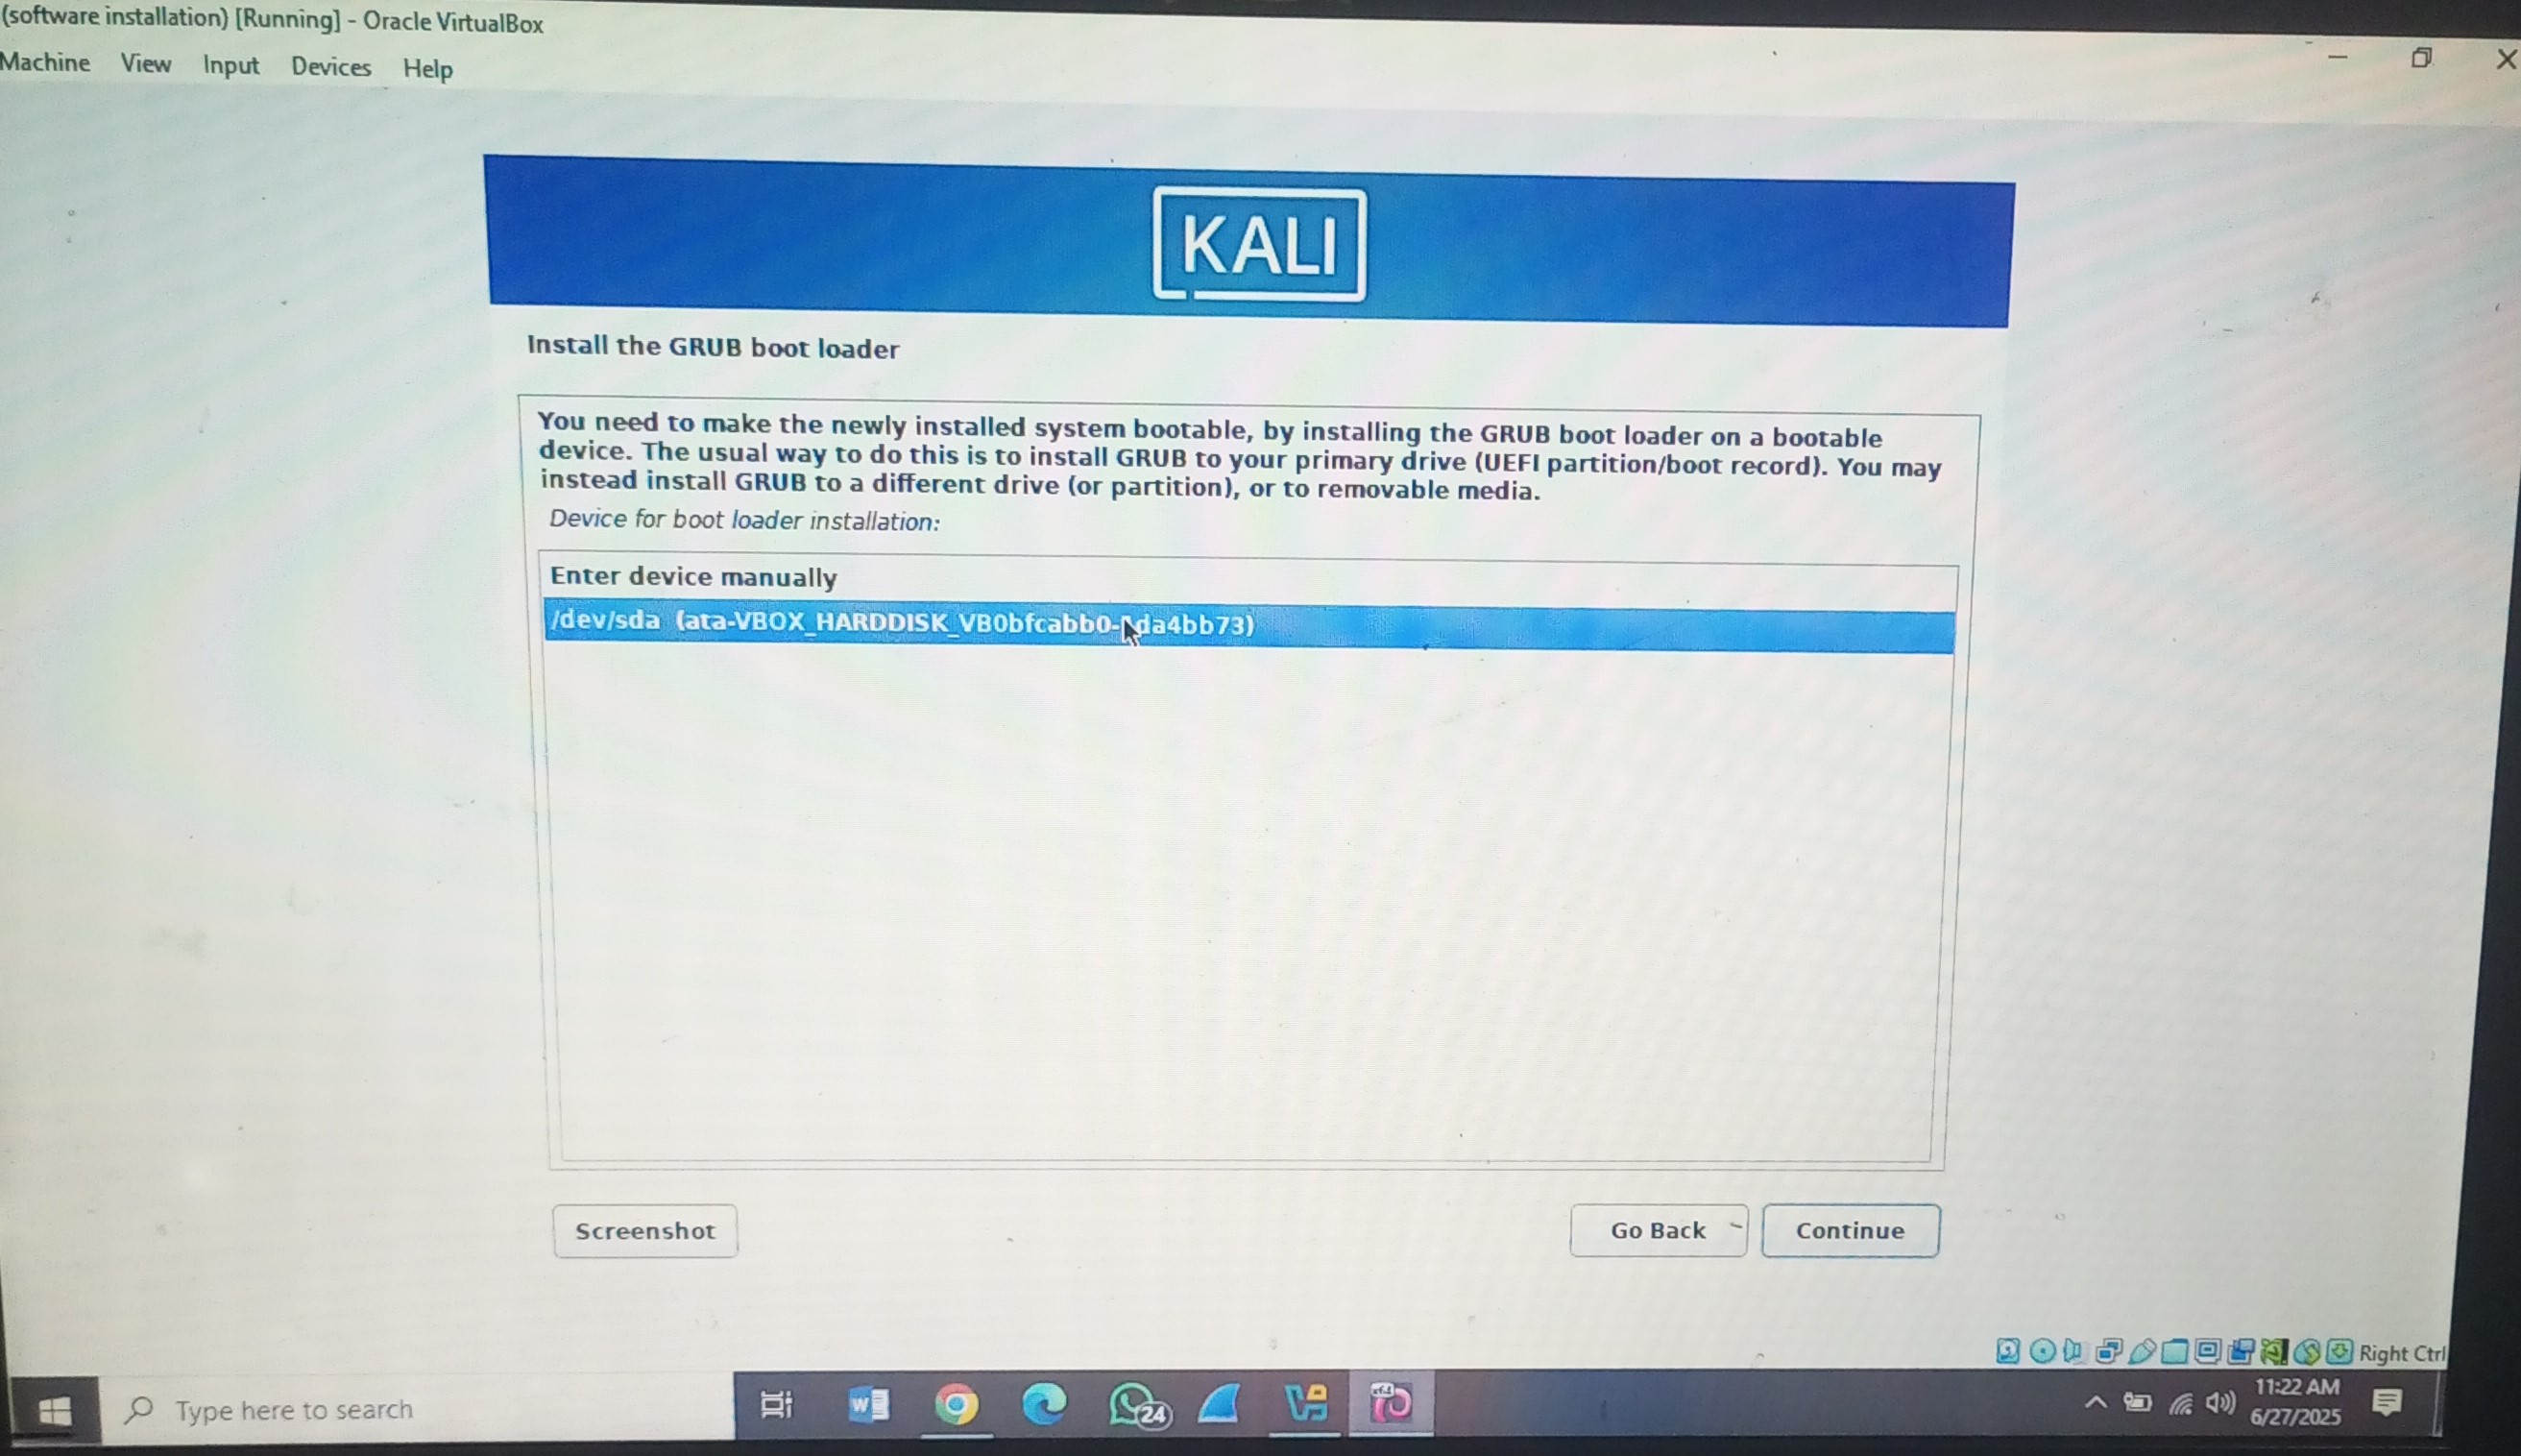 (software installation) [Running] - Oracle VirtualBox
Machine View Input Devices Help
KALI
Install the GRUB boot loader
You need to make the newly installed system bootable, by installing the GRUB boot loader on a bootable
device. The usual way to do this is to install GRUB to your primary drive (UEFI partition/boot record). You may
instead install GRUB to a different drive (or partition), or to removable media.
Device for boot loader installation:
Enter device manually
/dev/sda (ata-VBOX_HARDDISK_
Screenshot Go Back Continue
Right Ctrl
Type here to search
24
11:22 AM
6/27/2025